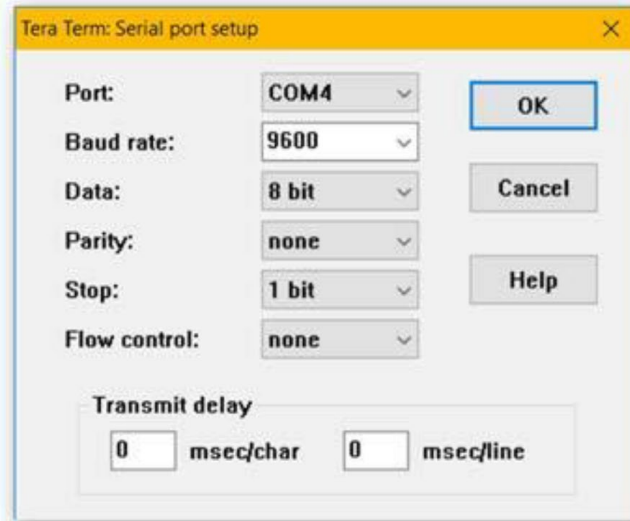 Tera Term: Serial port setup
Port: COM4 OK
Baud rate: 9600
Data: 8 bit Cancel
Parity: none
Stop: 1 bit Help
Flow control: none
Transmit delay
0 msec/char 0 msec/line